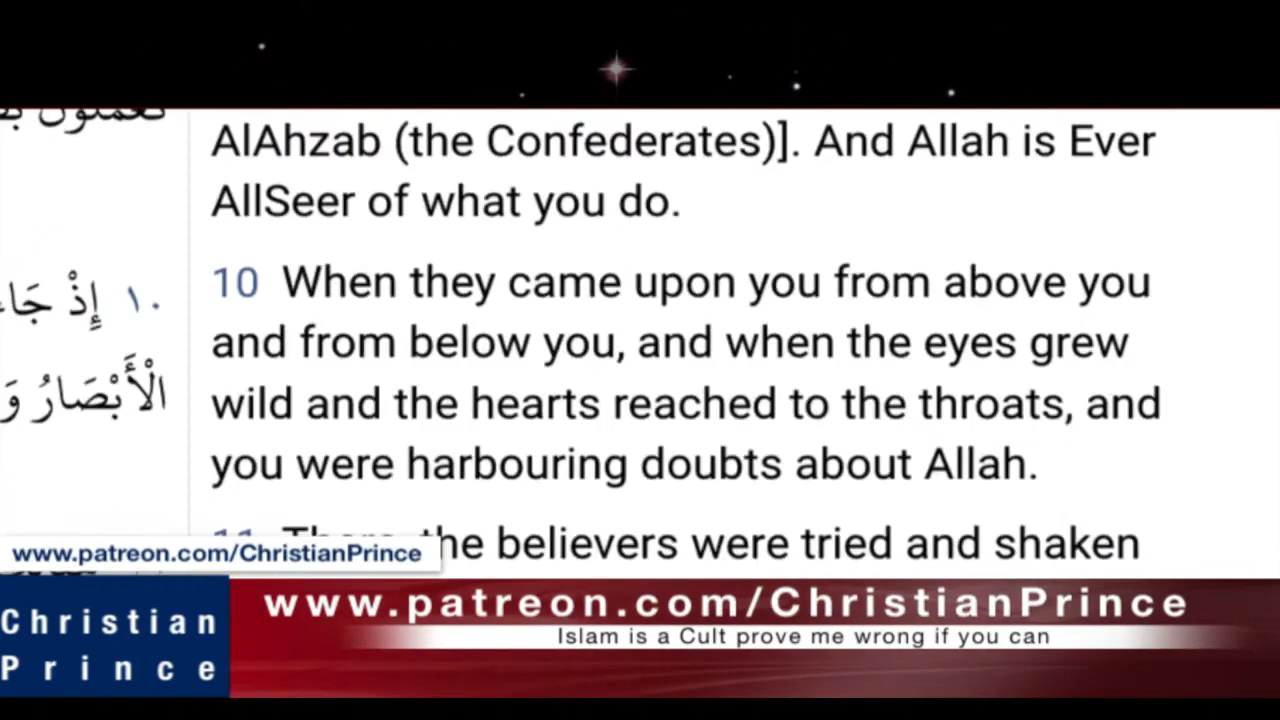 تعملون
AlAhzab (the Confederates)]. And Allah is Ever
AllSeer of what you do.
١٠ إِذْ
10 When they came upon you from above you
and from below you, and when the eyes grew
الْأَبْصَارُ وَ
wild and the hearts reached to the throats, and
you were harbouring doubts about Allah.
the believers were tried and shaken
www.patreon.com/ChristianPrince
Christian
Prince
www.patreon.com/ChristianPrince
Islam is a Cult prove me wrong if you can